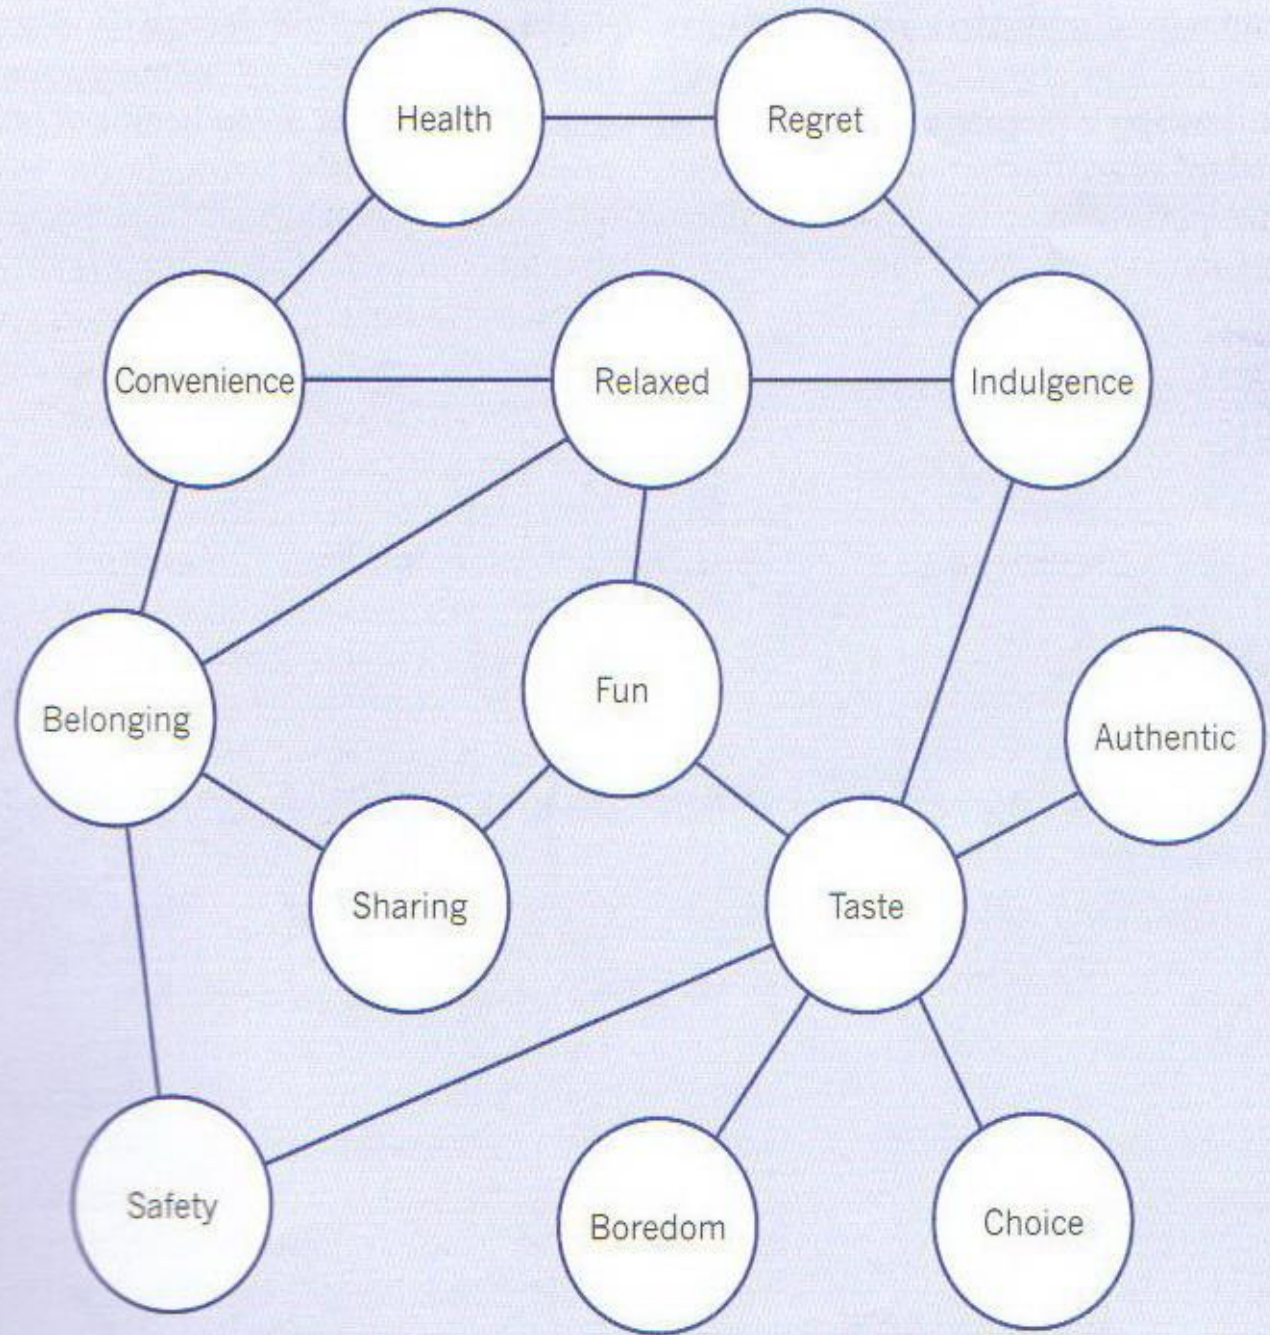 Health
Regret
Convenience
Relaxed
Indulgence
Belonging
Fun
Authentic
Sharing
Taste
Safety
Boredom
Choice